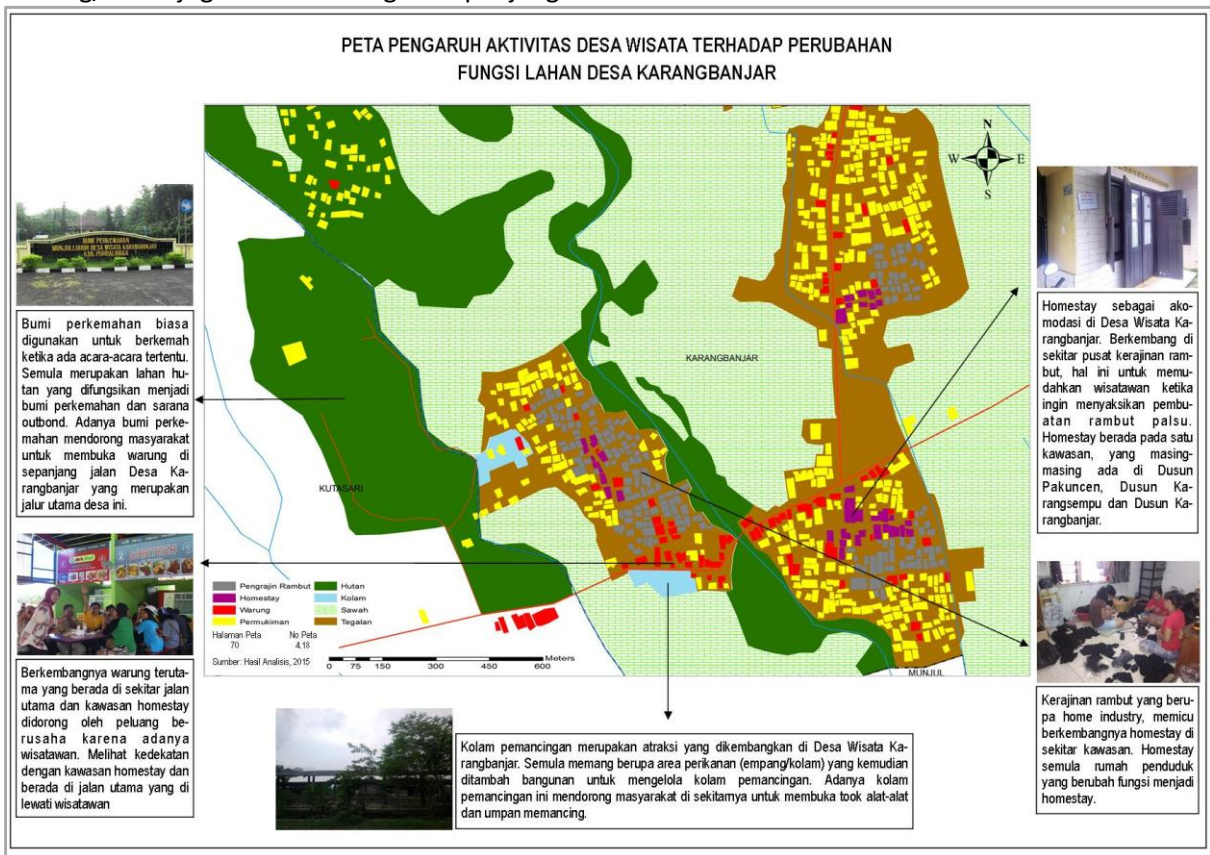 PETA PENGARUH AKTIVITAS DESA WISATA TERHADAP PERUBAHAN
FUNGSI LAHAN DESA KARANGBANJAR
N
W E
S
KARANGBANJAR
KUTASARI
MUNJUL
Pengrajin Rambut
Homestay
Warung
Permukiman
Hutan
Kolam
Sawah
Tegalan
Halaman Peta No Peta
70 4.18
Sumber: Hasil Analisis, 2015
Meters
0 75 150 300 450 600
BUMI PERKEMAHAN
MUNJUL LUHUR DESA WISATA KARANGBANJAR
KAB. PURBALINGGA
Bumi perkemahan biasa
digunakan untuk berkemah
ketika ada acara-acara tertentu.
Semula merupakan lahan hu-
tan yang difungsikan menjadi
bumi perkemahan dan sarana
outbond. Adanya bumi perke-
mahan mendorong masyarakat
untuk membuka warung di
sepanjang jalan Desa Ka-
rangbanjar yang merupakan
jalur utama desa ini.
Berkembangnya warung teruta-
ma yang berada di sekitar jalan
utama dan kawasan homestay
didorong oleh peluang be-
rusaha karena adanya
wisatawan. Melihat kedekatan
dengan kawasan homestay dan
berada di jalan utama yang di
lewati wisatawan
Kolam pemancingan merupakan atraksi yang dikembangkan di Desa Wisata Ka-
rangbanjar. Semula memang berupa area perikanan (empang/kolam) yang kemudian
ditambah bangunan untuk mengelola kolam pemancingan. Adanya kolam
pemancingan ini mendorong masyarakat di sekitarnya untuk membuka took alat-alat
dan umpan memancing.
Homestay sebagai ako-
modasi di Desa Wisata Ka-
rangbanjar. Berkembang di
sekitar pusat kerajinan ram-
but, hal ini untuk memu-
dahkan wisatawan ketika
ingin menyaksikan pembu-
atan rambut palsu.
Homestay berada pada satu
kawasan, yang masing-
masing ada di Dusun
Pakuncen, Dusun Ka-
rangsempu dan Dusun Ka-
rangbanjar.
Kerajinan rambut yang beru-
pa home industry, memicu
berkembangnya homestay di
sekitar kawasan. Homestay
semula rumah penduduk
yang berubah fungsi menjadi
homestay.